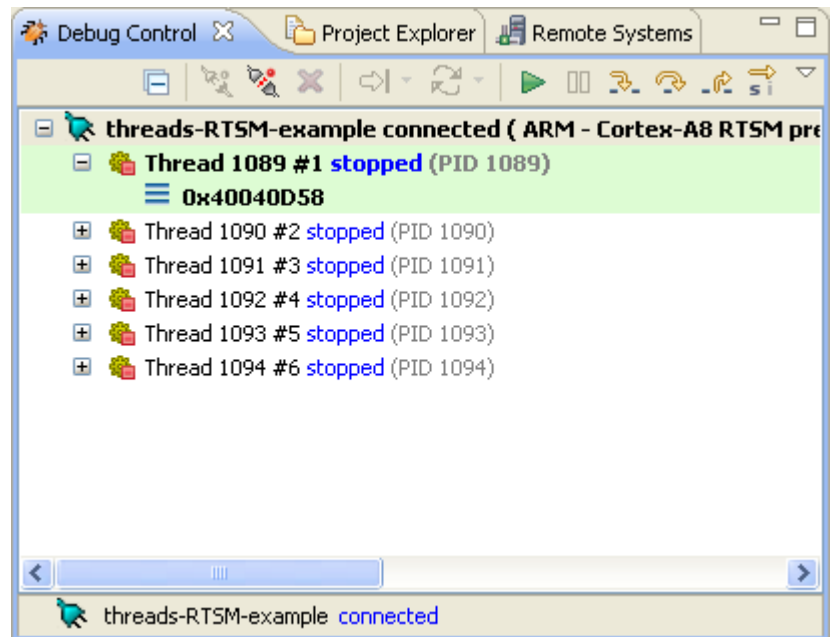 Debug Control Project Explorer Remote Systems
threads-RTSM-example connected ( ARM - Cortex-A8 RTSM pre
Thread 1089 #1 stopped (PID 1089)
0x40040D58
Thread 1090 #2 stopped (PID 1090)
Thread 1091 #3 stopped (PID 1091)
Thread 1092 #4 stopped (PID 1092)
Thread 1093 #5 stopped (PID 1093)
Thread 1094 #6 stopped (PID 1094)
threads-RTSM-example connected